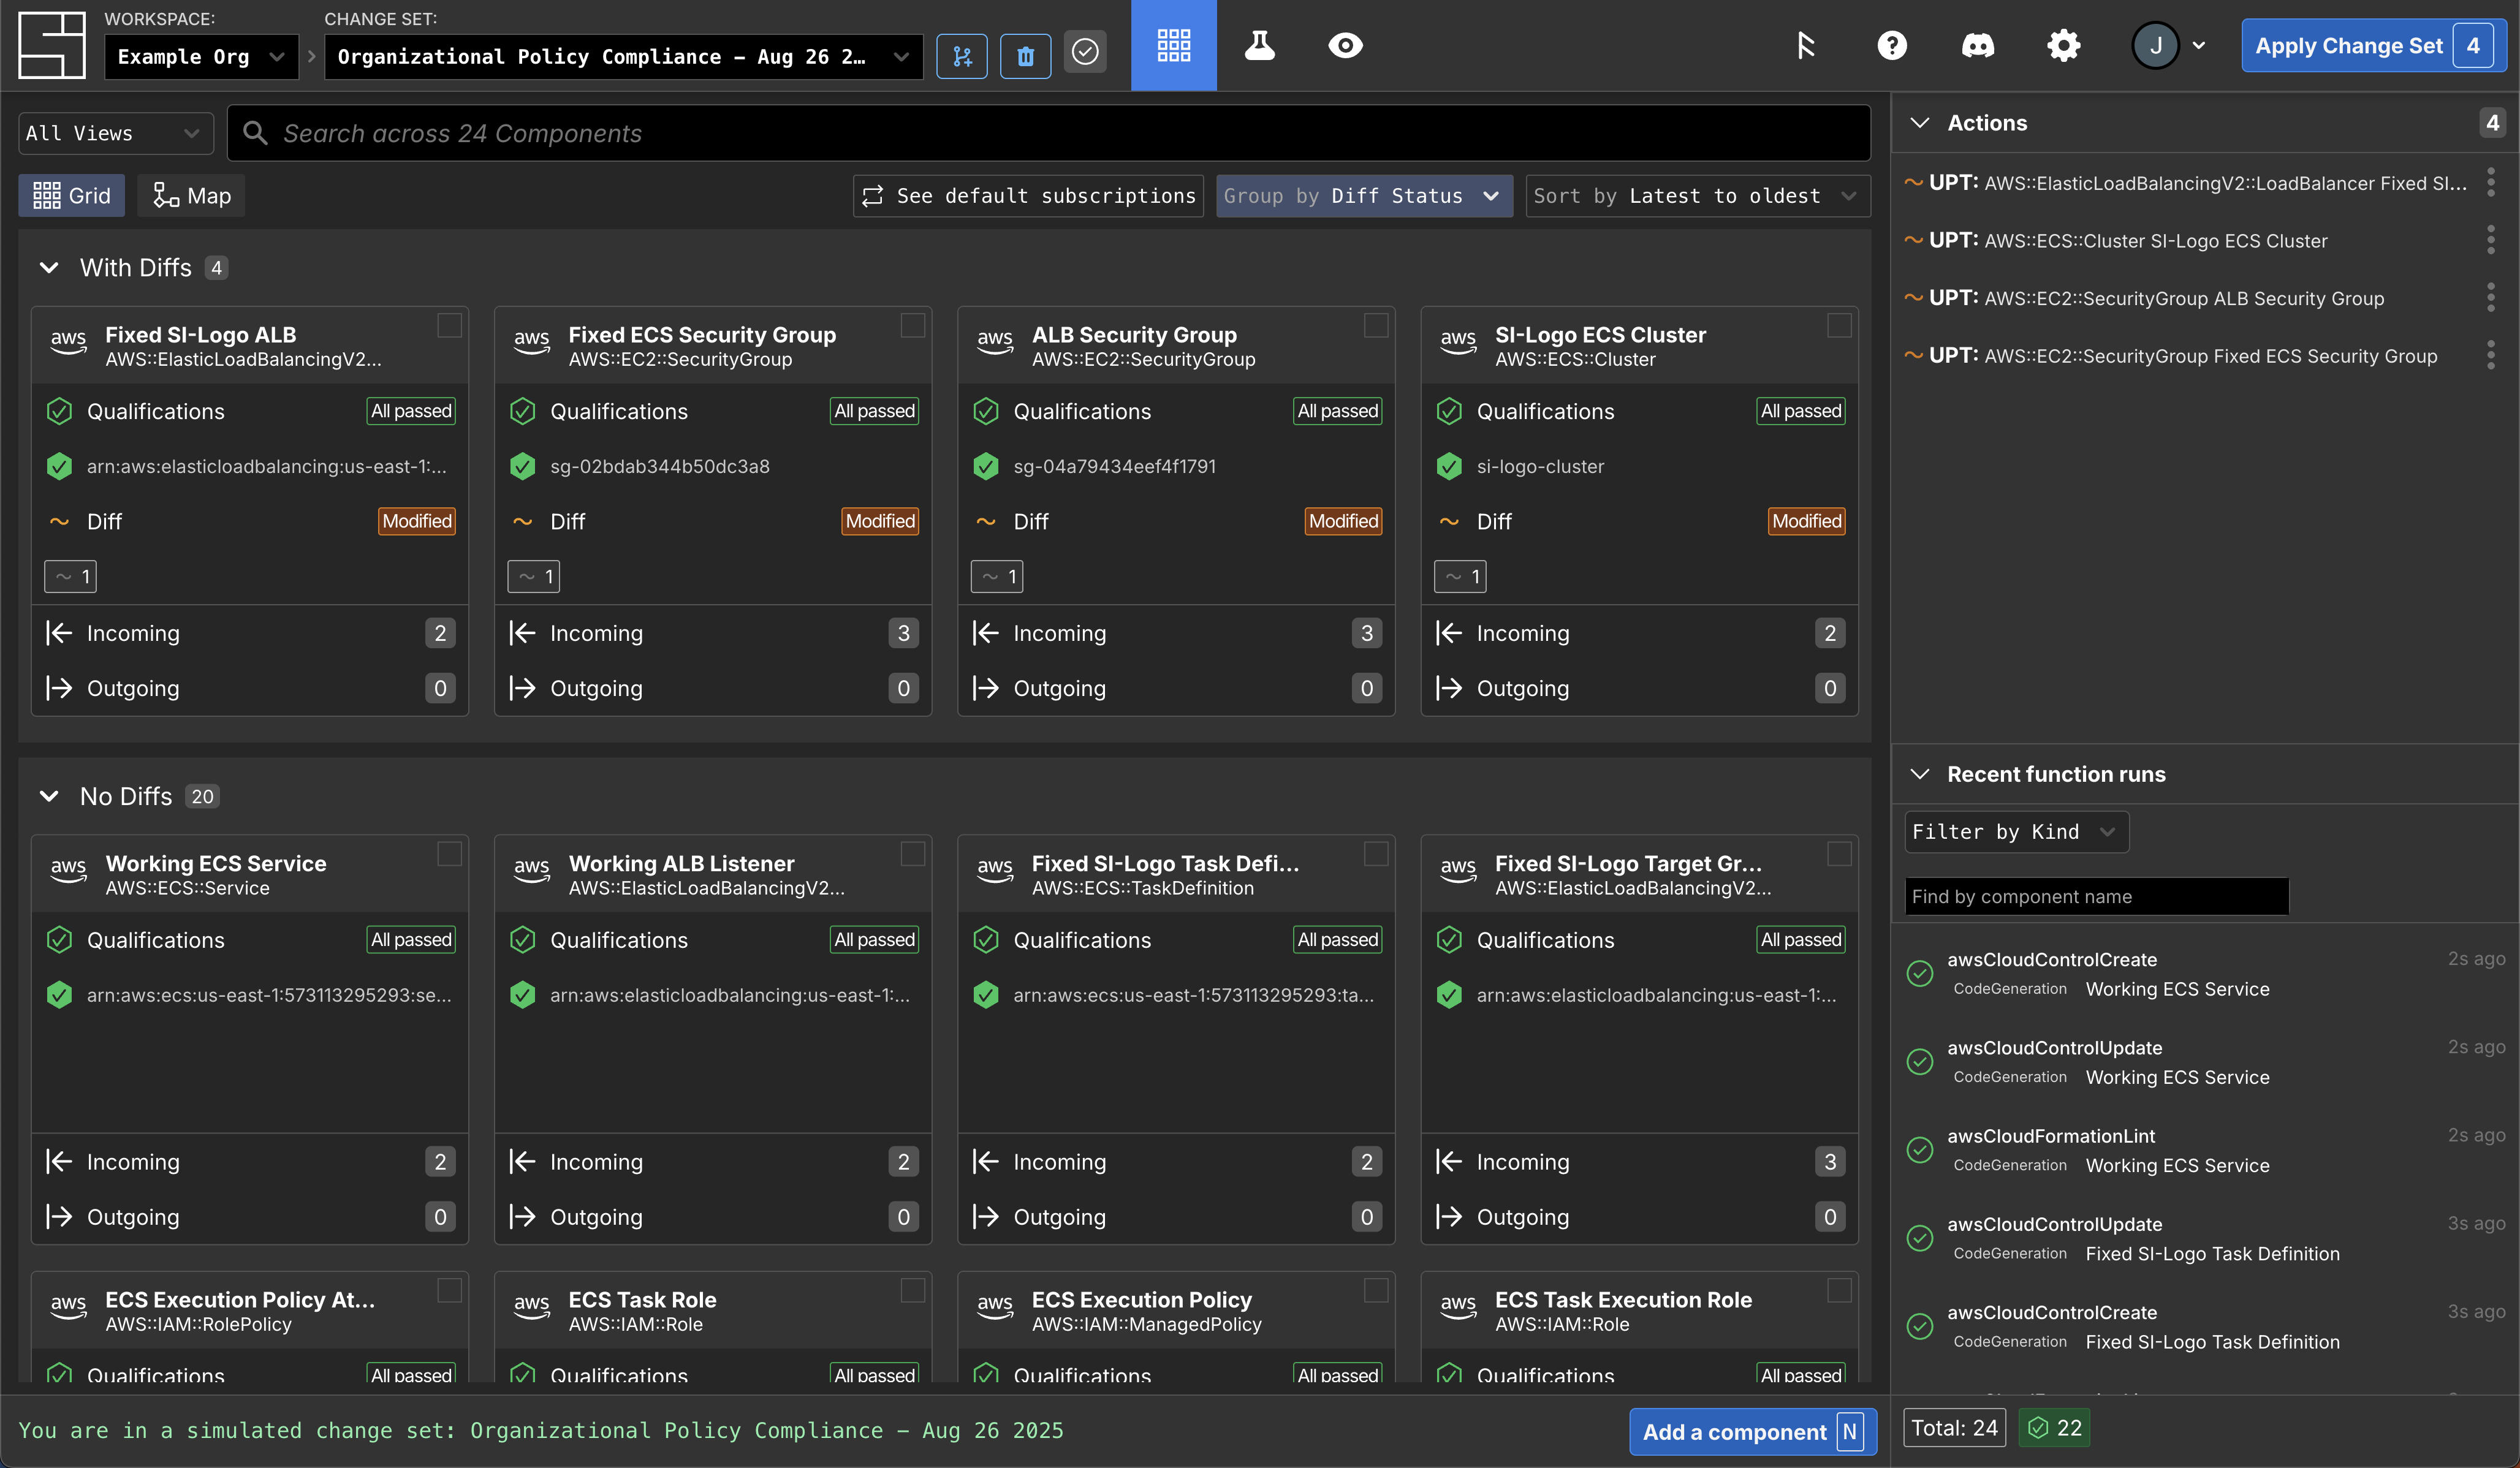 WORKSPACE:
CHANGE SET:
Example Org
Organizational Policy Compliance – Aug 26 2…
J
Apply Change Set 4
All Views
Search across 24 Components
Grid
Map
See default subscriptions
Group by Diff Status
Sort by Latest to oldest
With Diffs 4
aws
Fixed SI-Logo ALB
AWS::ElasticLoadBalancingV2...
Qualifications All passed
arn:aws:elasticloadbalancing:us-east-1:...
~ Diff Modified
~ 1
Incoming 2
Outgoing 0
aws
Fixed ECS Security Group
AWS::EC2::SecurityGroup
Qualifications All passed
sg-02bdab344b50dc3a8
~ Diff Modified
~ 1
Incoming 3
Outgoing 0
aws
ALB Security Group
AWS::EC2::SecurityGroup
Qualifications All passed
sg-04a79434eef4f1791
~ Diff Modified
~ 1
Incoming 3
Outgoing 0
aws
SI-Logo ECS Cluster
AWS::ECS::Cluster
Qualifications All passed
si-logo-cluster
~ Diff Modified
~ 1
Incoming 2
Outgoing 0
No Diffs 20
aws
Working ECS Service
AWS::ECS::Service
Qualifications All passed
arn:aws:ecs:us-east-1:573113295293:se...
Incoming 2
Outgoing 0
aws
Working ALB Listener
AWS::ElasticLoadBalancingV2...
Qualifications All passed
arn:aws:elasticloadbalancing:us-east-1:...
Incoming 2
Outgoing 0
aws
Fixed SI-Logo Task Defi...
AWS::ECS::TaskDefinition
Qualifications All passed
arn:aws:ecs:us-east-1:573113295293:ta...
Incoming 2
Outgoing 0
aws
Fixed SI-Logo Target Gr...
AWS::ElasticLoadBalancingV2...
Qualifications All passed
arn:aws:elasticloadbalancing:us-east-1:...
Incoming 3
Outgoing 0
aws
ECS Execution Policy At...
AWS::IAM::RolePolicy
Qualifications All passed
aws
ECS Task Role
AWS::IAM::Role
Qualifications All passed
aws
ECS Execution Policy
AWS::IAM::ManagedPolicy
Qualifications All passed
aws
ECS Task Execution Role
AWS::IAM::Role
Qualifications All passed
Actions 4
~ UPT: AWS::ElasticLoadBalancingV2::LoadBalancer Fixed SI...
~ UPT: AWS::ECS::Cluster SI-Logo ECS Cluster
~ UPT: AWS::EC2::SecurityGroup ALB Security Group
~ UPT: AWS::EC2::SecurityGroup Fixed ECS Security Group
Recent function runs
Filter by Kind
Find by component name
awsCloudControlCreate 2s ago
CodeGeneration Working ECS Service
awsCloudControlUpdate 2s ago
CodeGeneration Working ECS Service
awsCloudFormationLint 2s ago
CodeGeneration Working ECS Service
awsCloudControlUpdate 3s ago
CodeGeneration Fixed SI-Logo Task Definition
awsCloudControlCreate 3s ago
CodeGeneration Fixed SI-Logo Task Definition
You are in a simulated change set: Organizational Policy Compliance – Aug 26 2025
Add a component N
Total: 24
22